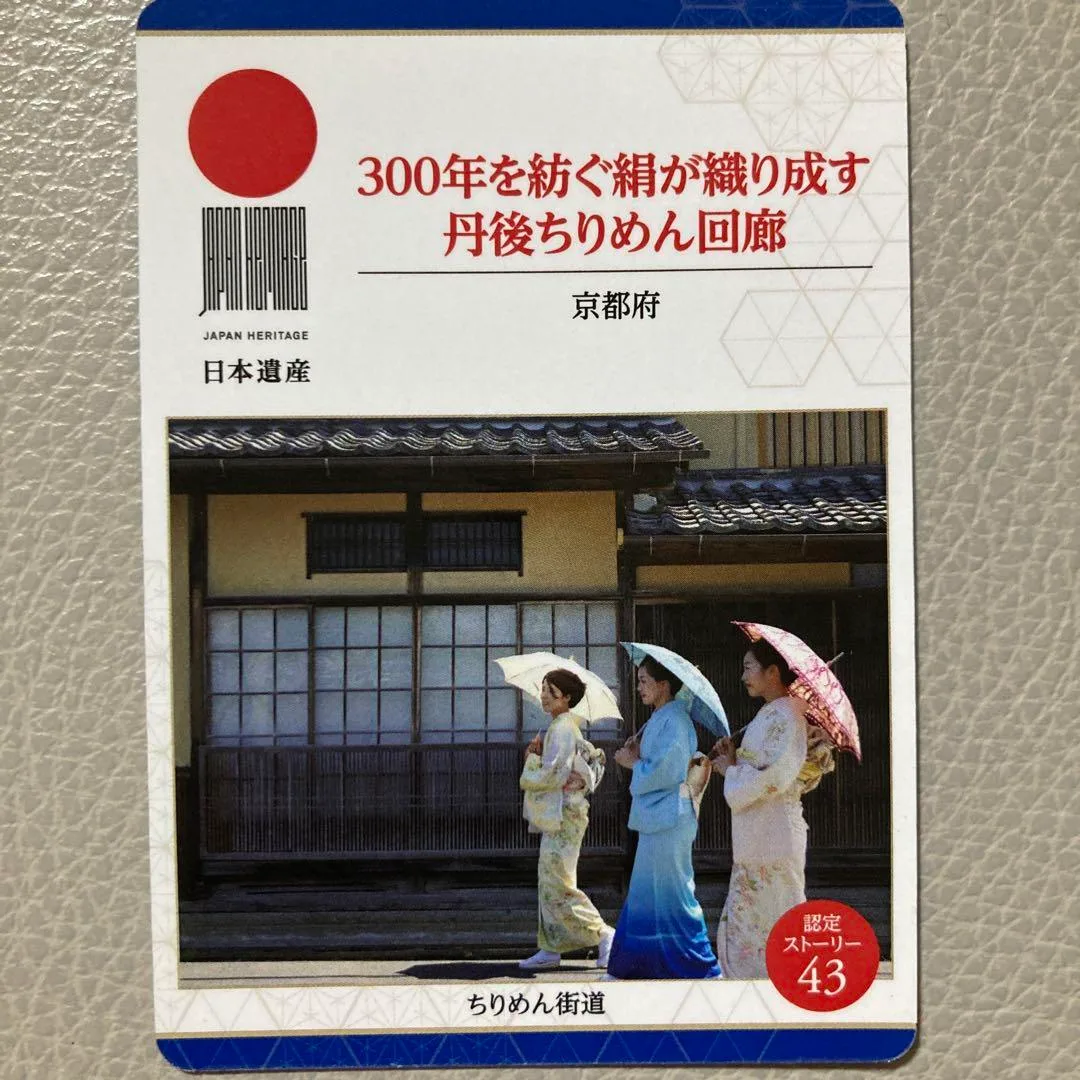 300年を紡ぐ絹が織り成す
丹後ちりめん回廊
京都府
JAPAN HERITAGE
JAPAN HERITAGE
日本遺産
認定
ストーリー
43
ちりめん街道